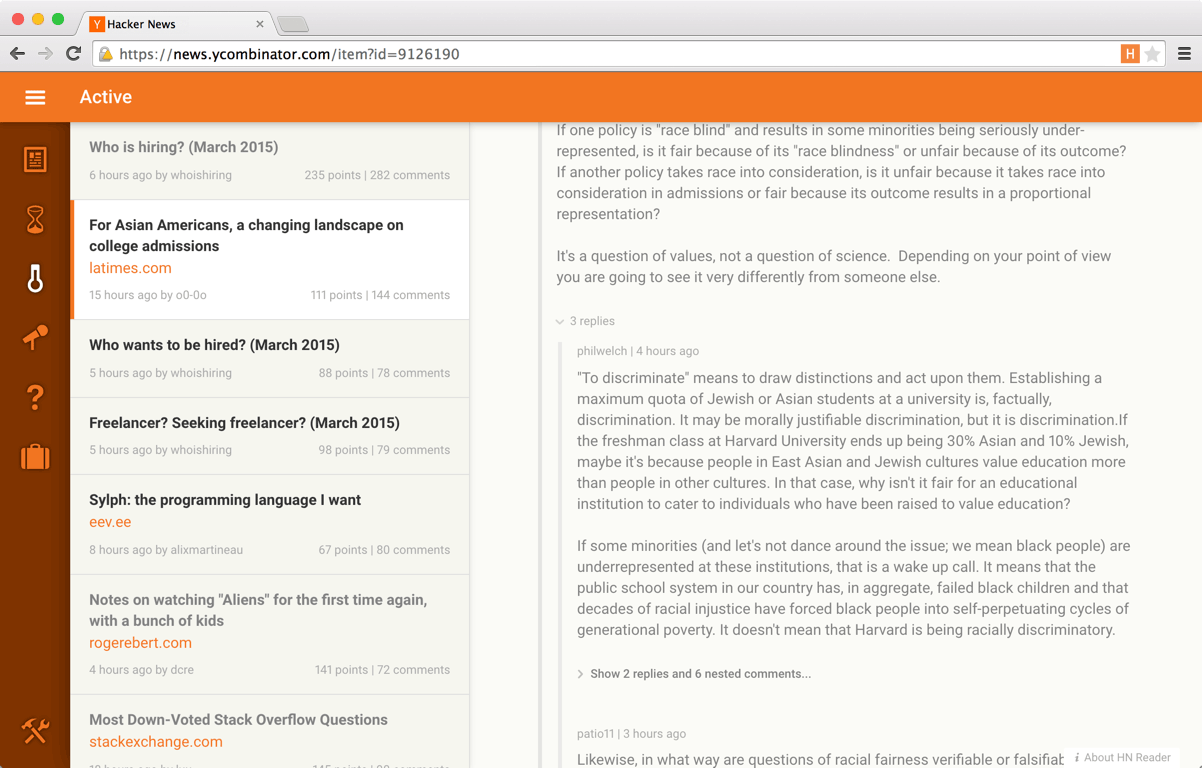 Hacker News
https://news.ycombinator.com/item?id=9126190
H
Active
Who is hiring? (March 2015)
6 hours ago by whoishiring 235 points | 282 comments
For Asian Americans, a changing landscape on
college admissions
latimes.com
15 hours ago by o0-0o 111 points | 144 comments
Who wants to be hired? (March 2015)
5 hours ago by whoishiring 88 points | 78 comments
Freelancer? Seeking freelancer? (March 2015)
5 hours ago by whoishiring 98 points | 79 comments
Sylph: the programming language I want
eev.ee
8 hours ago by alixmartineau 67 points | 80 comments
Notes on watching "Aliens" for the first time again,
with a bunch of kids
rogerebert.com
4 hours ago by dcre 141 points | 72 comments
Most Down-Voted Stack Overflow Questions
stackexchange.com
If one policy is "race blind" and results in some minorities being seriously under-
represented, is it fair because of its "race blindness" or unfair because of its outcome?
If another policy takes race into consideration, is it unfair because it takes race into
consideration in admissions or fair because its outcome results in a proportional
representation?
It's a question of values, not a question of science.  Depending on your point of view
you are going to see it very differently from someone else.
3 replies
philwelch | 4 hours ago
"To discriminate" means to draw distinctions and act upon them. Establishing a
maximum quota of Jewish or Asian students at a university is, factually,
discrimination. It may be morally justifiable discrimination, but it is discrimination.If
the freshman class at Harvard University ends up being 30% Asian and 10% Jewish,
maybe it's because people in East Asian and Jewish cultures value education more
than people in other cultures. In that case, why isn't it fair for an educational
institution to cater to individuals who have been raised to value education?
If some minorities (and let's not dance around the issue; we mean black people) are
underrepresented at these institutions, that is a wake up call. It means that the
public school system in our country has, in aggregate, failed black children and that
decades of racial injustice have forced black people into self-perpetuating cycles of
generational poverty. It doesn't mean that Harvard is being racially discriminatory.
Show 2 replies and 6 nested comments...
patio11 | 3 hours ago
Likewise, in what way are questions of racial fairness verifiable or falsifiab
i About HN Reader